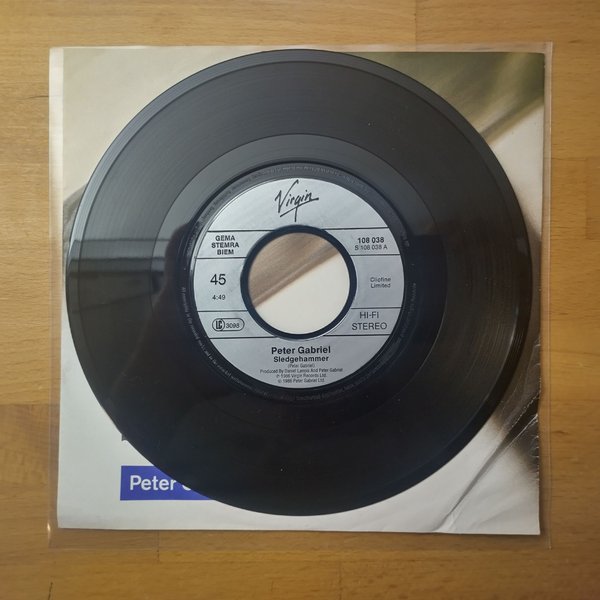 Virgin
GEMA
STEMRA
BIEM
108 038
S 108 038 A
45
4:49
Cliofine
Limited
LC 3098
HI-FI
STEREO
Peter Gabriel
Sledgehammer
(Peter Gabriel)
Produced By Daniel Lanois And Peter Gabriel
℗ 1986 Virgin Records Ltd.
© 1986 Peter Gabriel Ltd.
Peter